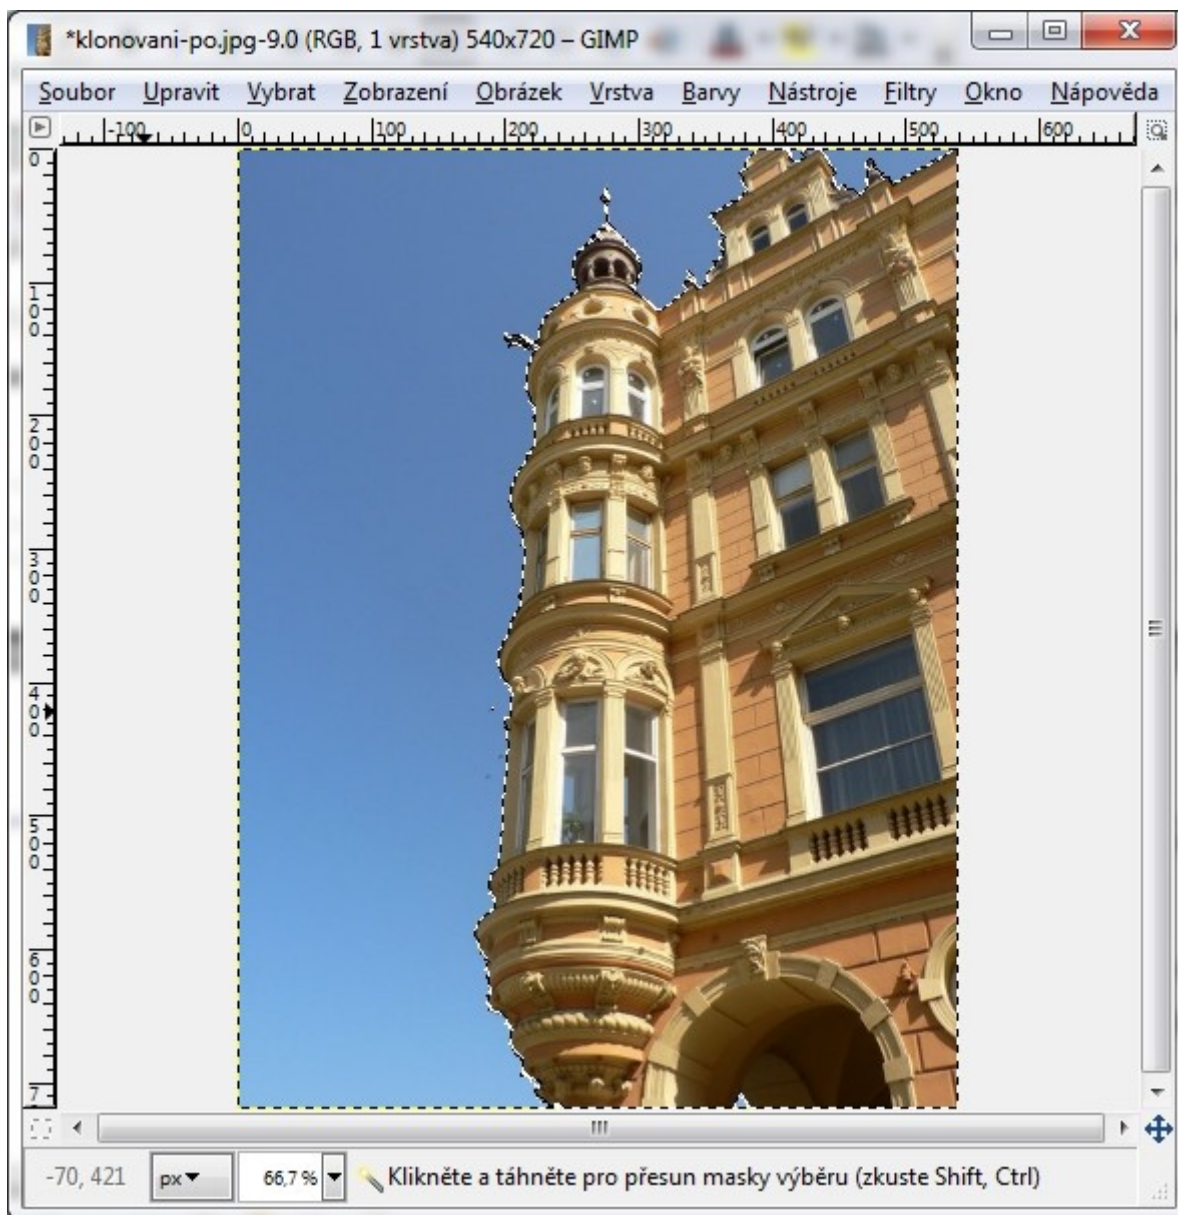 *klonovani-po.jpg-9.0 (RGB, 1 vrstva) 540x720 – GIMP
Soubor Upravit Vybrat Zobrazení Obrázek Vrstva Barvy Nástroje Filtry Okno Nápověda
-100 0 100 200 300 400 500 600
0
100
200
300
400
500
600
7
-70, 421 px 66,7 % Klikněte a táhněte pro přesun masky výběru (zkuste Shift, Ctrl)